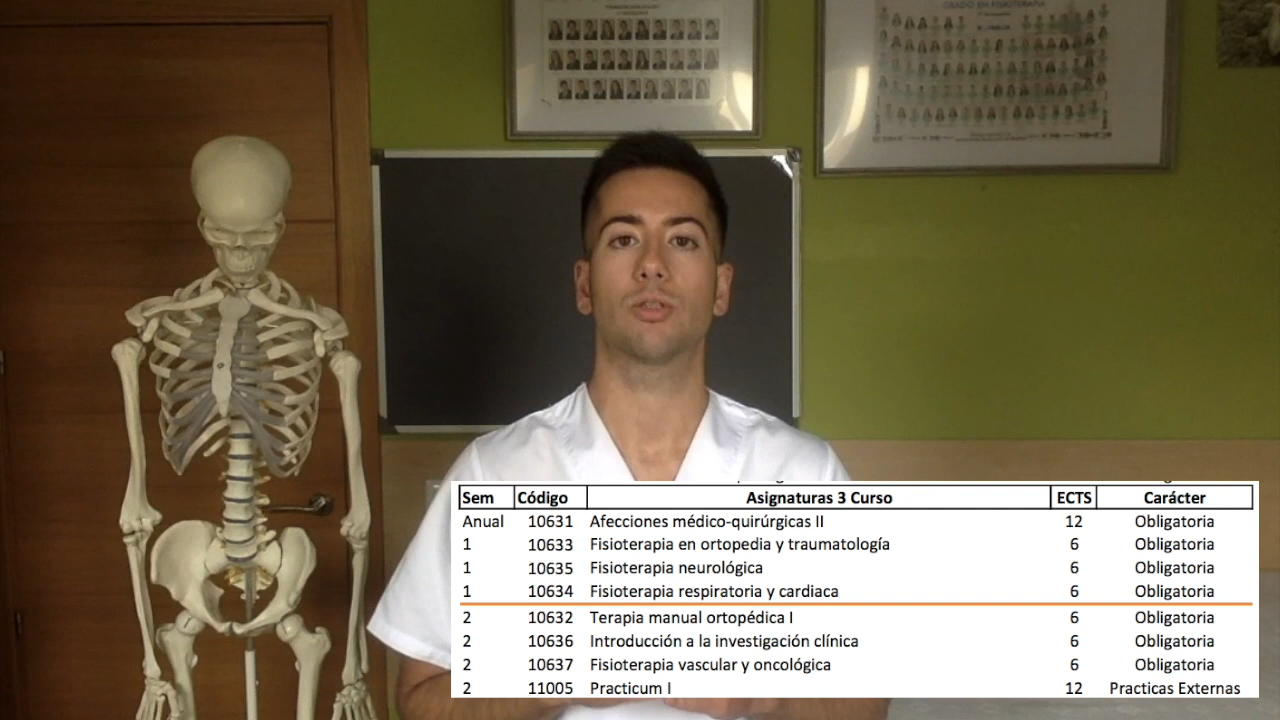 GRADO EN FISIOTERAPIA
Sem Código Asignaturas 3 Curso ECTS Carácter
Anual 10631 Afecciones médico-quirúrgicas II 12 Obligatoria
1 10633 Fisioterapia en ortopedia y traumatología 6 Obligatoria
1 10635 Fisioterapia neurológica 6 Obligatoria
1 10634 Fisioterapia respiratoria y cardiaca 6 Obligatoria
2 10632 Terapia manual ortopédica I 6 Obligatoria
2 10636 Introducción a la investigación clínica 6 Obligatoria
2 10637 Fisioterapia vascular y oncológica 6 Obligatoria
2 11005 Practicum I 12 Practicas Externas